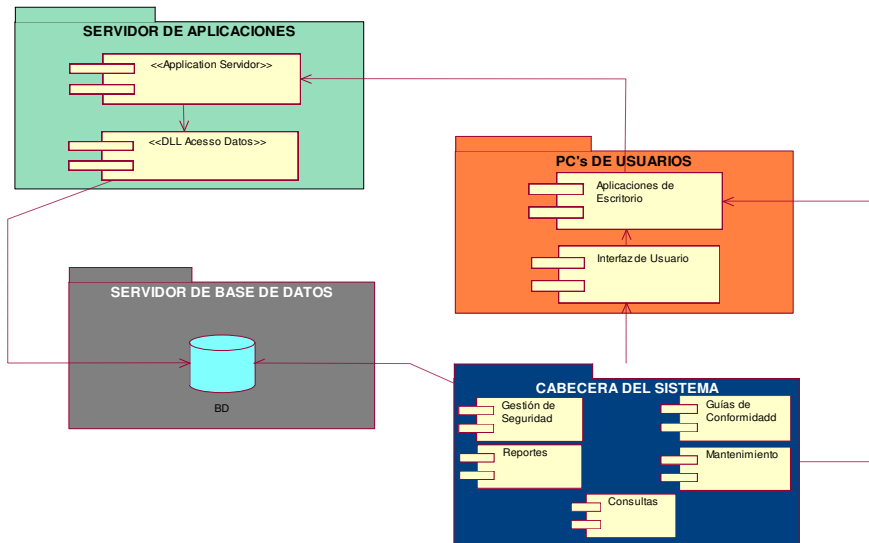 SERVIDOR DE APLICACIONES
<<Application Servidor>>
<<DLL Acesso Datos>>
PC's DE USUARIOS
Aplicaciones de
Escritorio
Interfaz de Usuario
SERVIDOR DE BASE DE DATOS
BD
CABECERA DEL SISTEMA
Gestión de
Seguridad
Guías de
Conformidadd
Reportes
Mantenimiento
Consultas